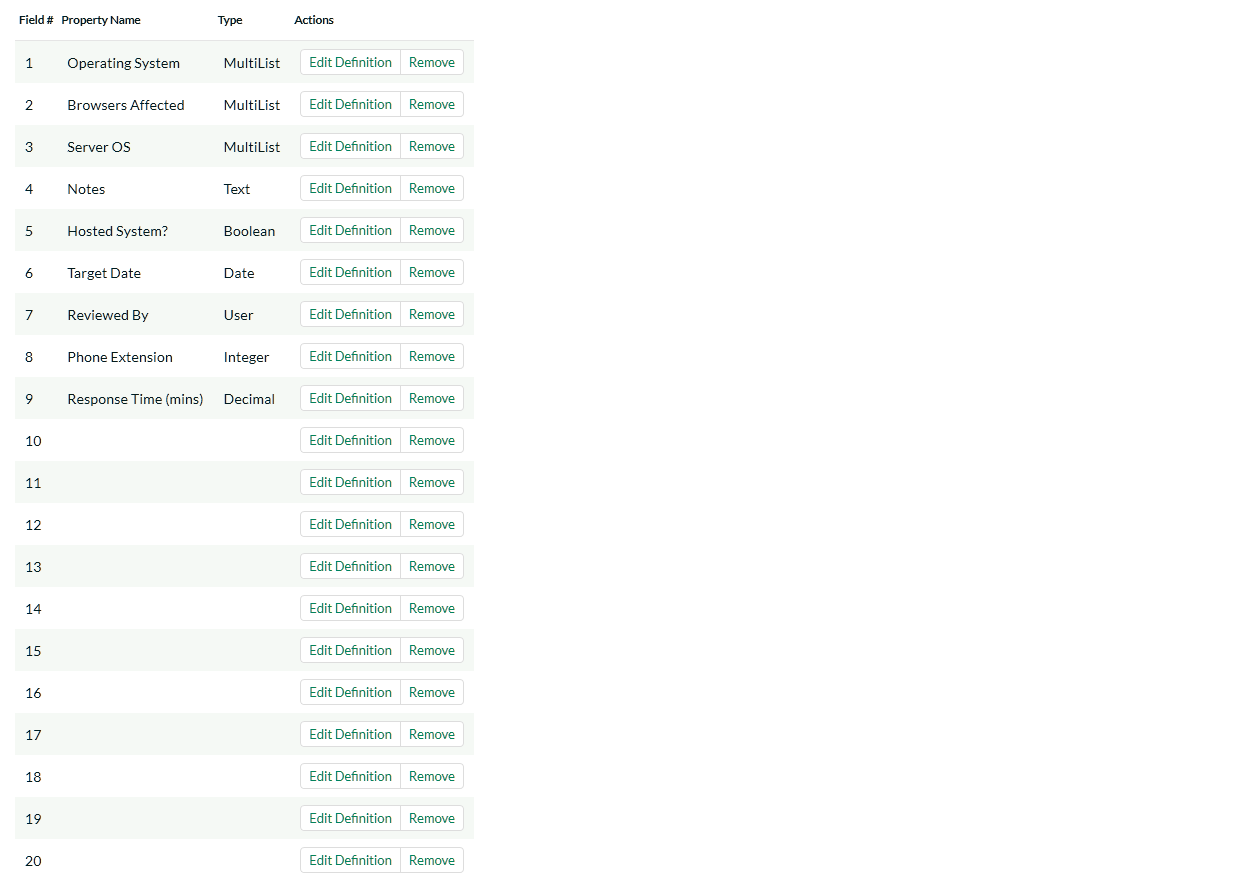 Field # Property Name Type Actions
1 Operating System MultiList Edit Definition Remove
2 Browsers Affected MultiList Edit Definition Remove
3 Server OS MultiList Edit Definition Remove
4 Notes Text Edit Definition Remove
5 Hosted System? Boolean Edit Definition Remove
6 Target Date Date Edit Definition Remove
7 Reviewed By User Edit Definition Remove
8 Phone Extension Integer Edit Definition Remove
9 Response Time (mins) Decimal Edit Definition Remove
10 Edit Definition Remove
11 Edit Definition Remove
12 Edit Definition Remove
13 Edit Definition Remove
14 Edit Definition Remove
15 Edit Definition Remove
16 Edit Definition Remove
17 Edit Definition Remove
18 Edit Definition Remove
19 Edit Definition Remove
20 Edit Definition Remove